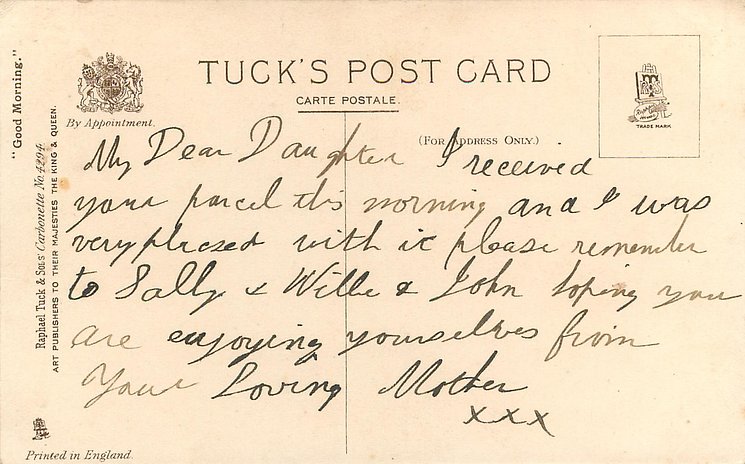 TUCK'S POST CARD
CARTE POSTALE.
By Appointment.
(FOR ADDRESS ONLY.)
TRADE MARK
My Dear Daughter I received
your parcel this morning and I was
very pleased with it please remember
to Sally & Willie & John hoping you
are enjoying yourselves from
Your Loving Mother
xxx
"Good Morning."
Raphael Tuck & Sons' Carbonette No. 4294.
ART PUBLISHERS TO THEIR MAJESTIES THE KING & QUEEN.
Printed in England.